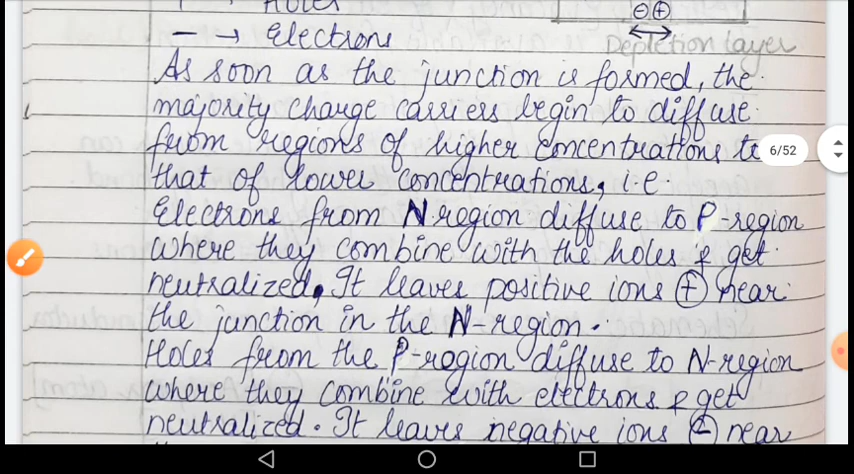 Holes
- → Electrons
Depletion layer
As soon as the junction is formed, the
majority charge carriers begin to diffuse
from regions of higher concentrations to
6/52
that of lower concentrations, i.e.
Electrons from N region diffuse to P-region
where they combine with the holes & get
neutralized. It leaves positive ions ⊕ near
the junction in the N-region.
Holes from the P-region diffuse to N-region
where they combine with electrons & get
neutralized. It leaves negative ions ⊖ near